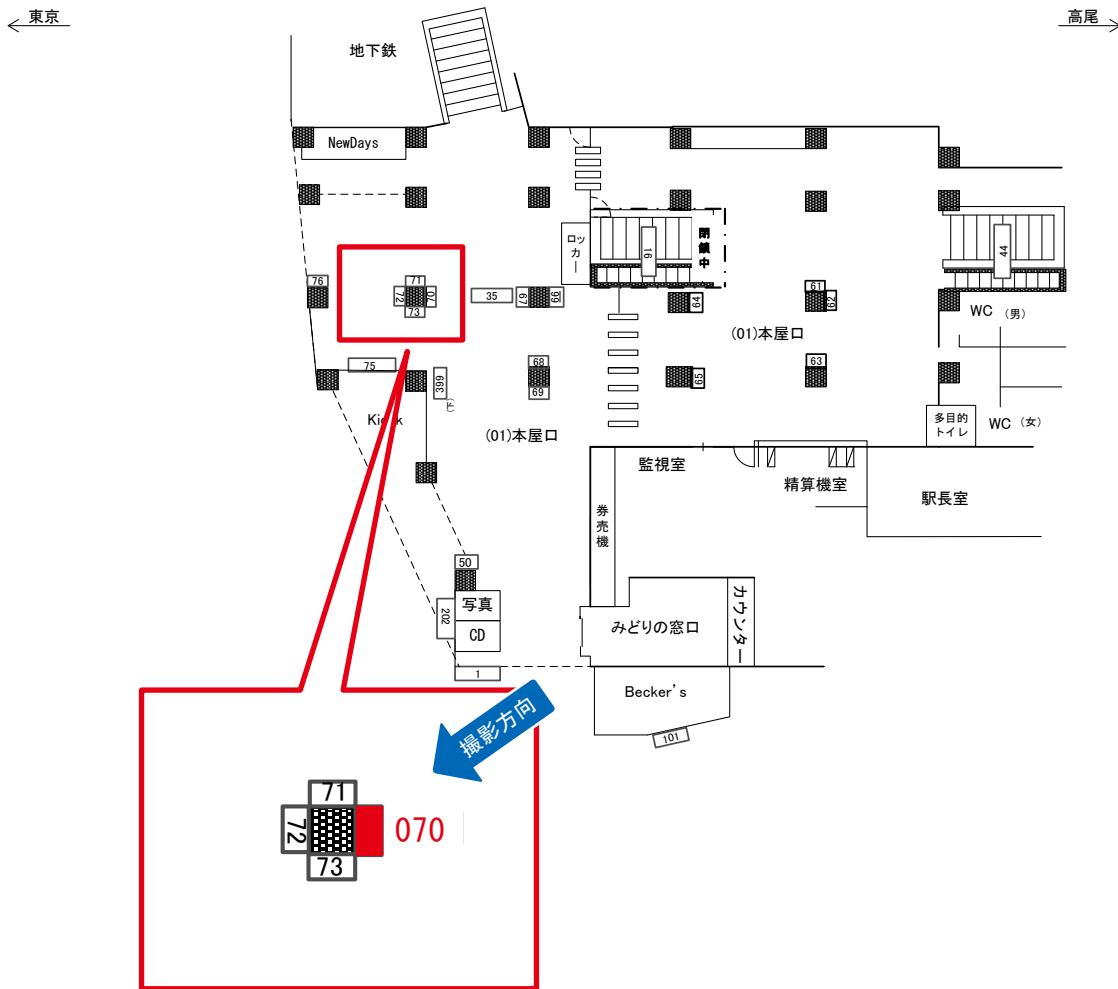 東京
高尾
地下鉄
NewDays
ロッカー
16
閉鎖中
44
76
71
72
70
73
35
67
66
64
61
62
WC (男)
(01)本屋口
75
399
(モ)
68
69
65
63
多目的
トイレ
WC (女)
(01)本屋口
監視室
精算機室
駅長室
券売機
50
写真
CD
202
1
みどりの窓口
カウンター
Becker's
101
撮影方向
71
72
070
73